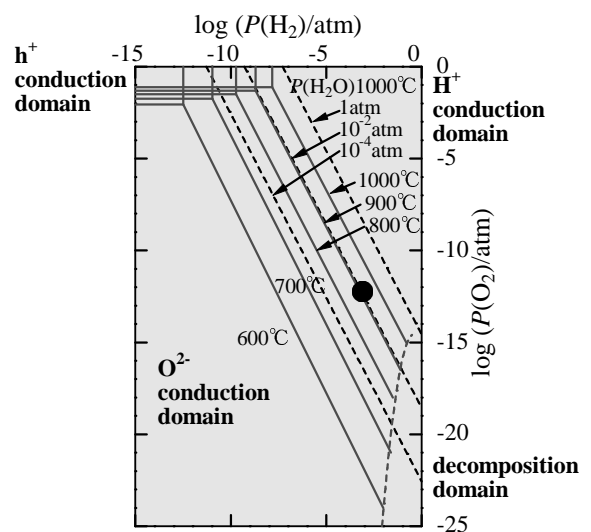 log (P(H₂)/atm)
-15 -10 -5 0
h⁺
conduction
domain
0
H⁺
conduction
domain
P(H₂O)1000℃
1atm
10⁻²atm
10⁻⁴atm
-5
1000℃
900℃
800℃
-10
700℃
600℃
log (P(O₂)/atm)
-15
O²⁻
conduction
domain
-20
decomposition
domain
-25